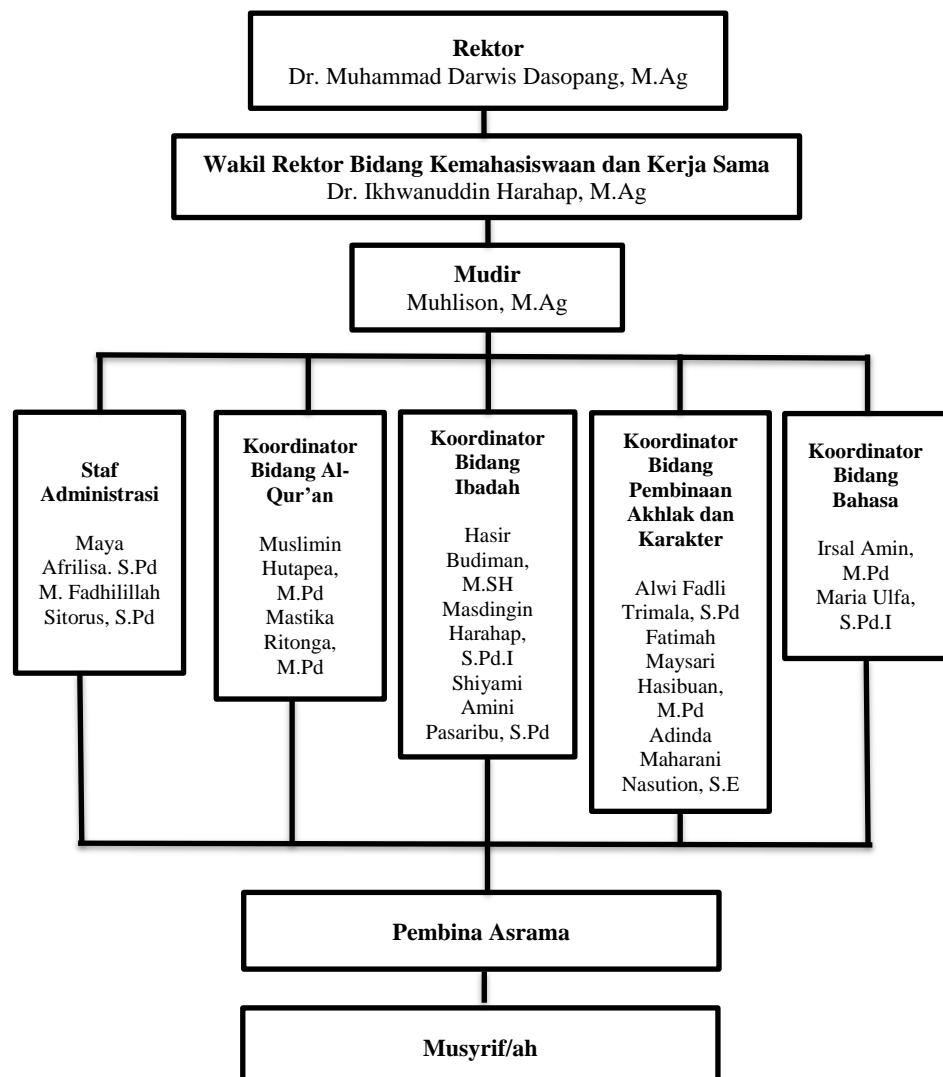 Rektor
Dr. Muhammad Darwis Dasopang, M.Ag
Wakil Rektor Bidang Kemahasiswaan dan Kerja Sama
Dr. Ikhwanuddin Harahap, M.Ag
Mudir
Muhlison, M.Ag
Staf
Administrasi
Maya
Afrilisa. S.Pd
M. Fadhilillah
Sitorus, S.Pd
Koordinator
Bidang Al-
Qur’an
Muslimin
Hutapea,
M.Pd
Mastika
Ritonga,
M.Pd
Koordinator
Bidang
Ibadah
Hasir
Budiman,
M.SH
Masdingin
Harahap,
S.Pd.I
Shiyami
Amini
Pasaribu, S.Pd
Koordinator
Bidang
Pembinaan
Akhlak dan
Karakter
Alwi Fadli
Trimala, S.Pd
Fatimah
Maysari
Hasibuan,
M.Pd
Adinda
Maharani
Nasution, S.E
Koordinator
Bidang
Bahasa
Irsal Amin,
M.Pd
Maria Ulfa,
S.Pd.I
Pembina Asrama
Musyrif/ah